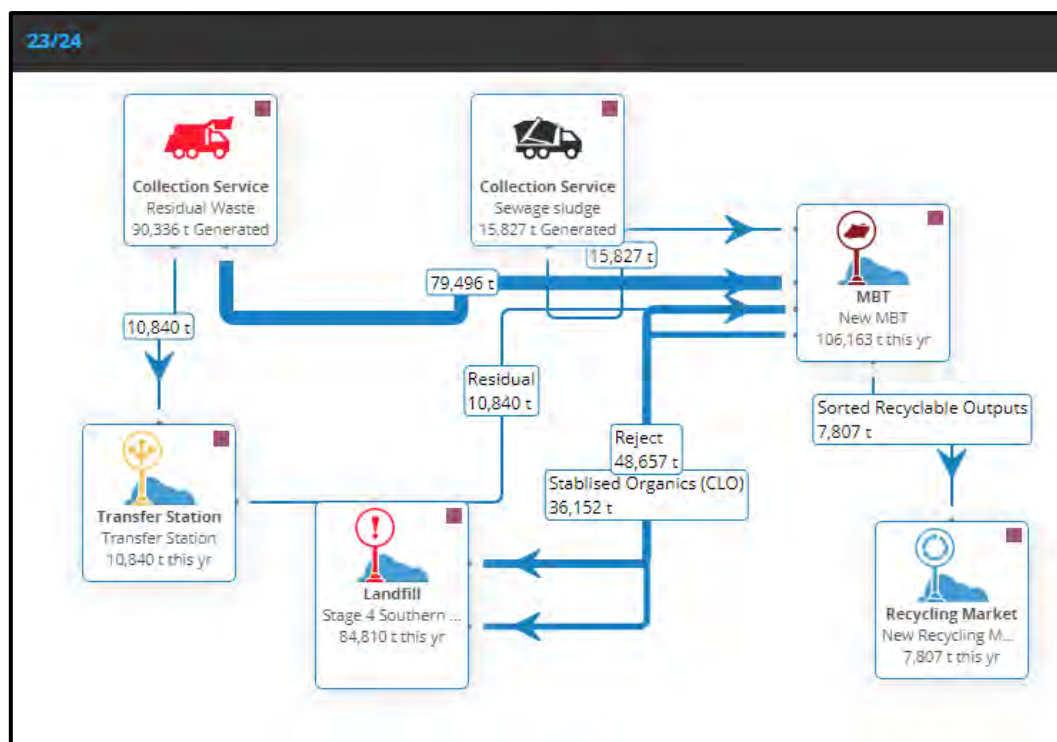 23/24
Collection Service
Residual Waste
90,336 t Generated
Collection Service
Sewage sludge
15,827 t Generated
15,827 t
79,496 t
MBT
New MBT
106,163 t this yr
10,840 t
Residual
10,840 t
Sorted Recyclable Outputs
7,807 t
Reject
48,657 t
Stablised Organics (CLO)
36,152 t
Transfer Station
Transfer Station
10,840 t this yr
Landfill
Stage 4 Southern ...
84,810 t this yr
Recycling Market
New Recycling M...
7,807 t this yr